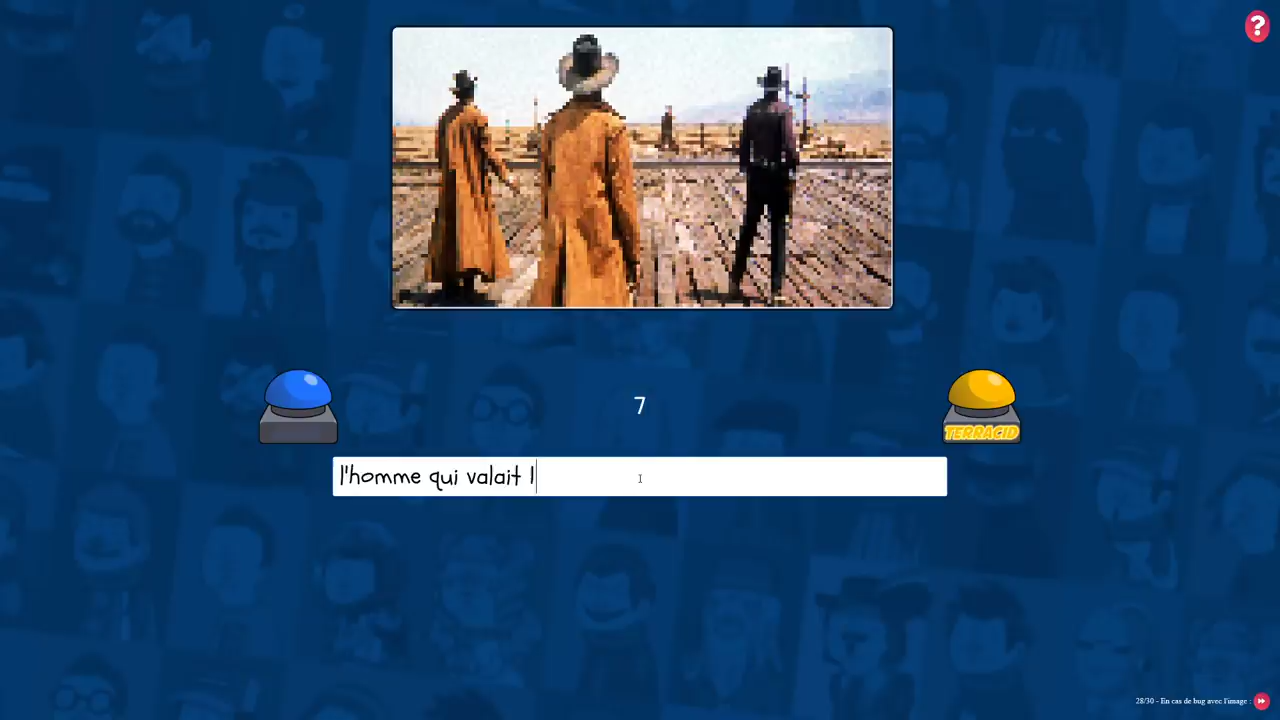 ?
7
TERRACID
l'homme qui valait l
28/30 - En cas de bug avec l'image :